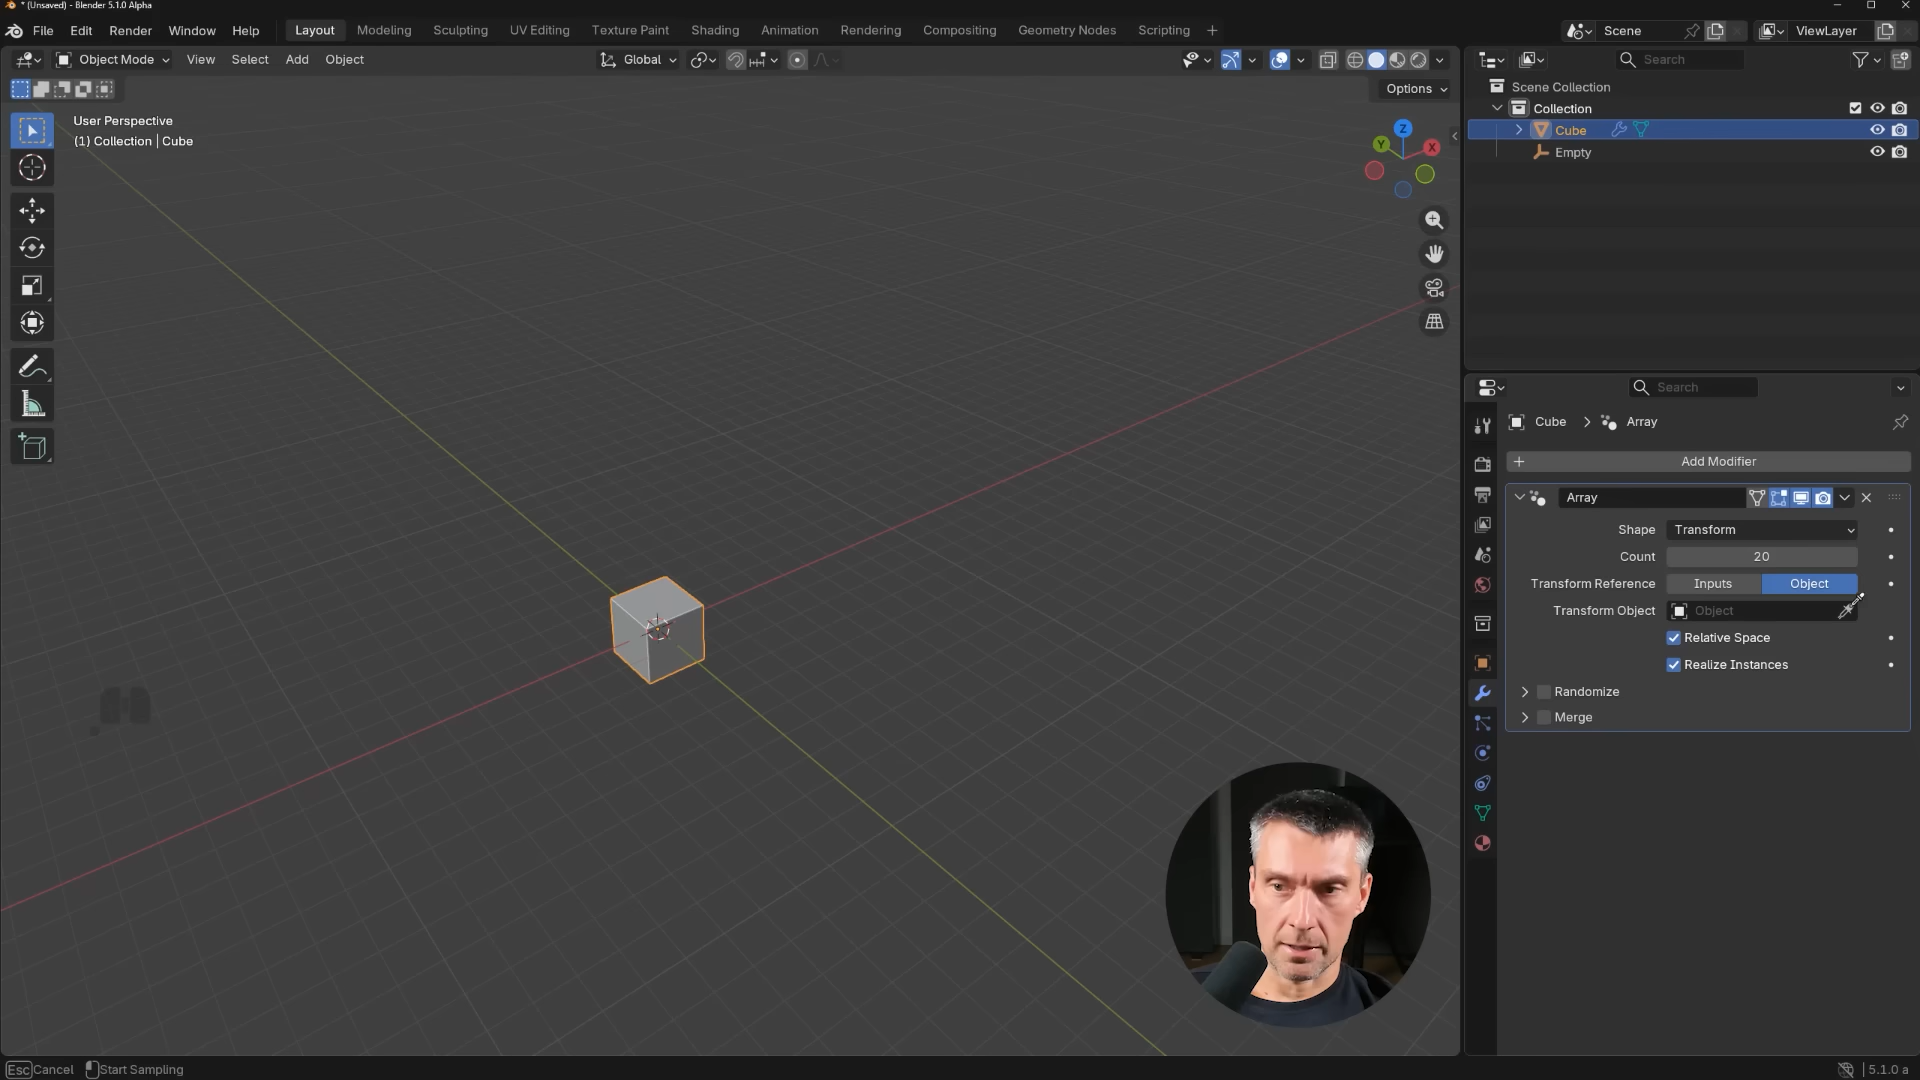 * (Unsaved) - Blender 5.1.0 Alpha
File Edit Render Window Help Layout Modeling Sculpting UV Editing Texture Paint Shading Animation Rendering Compositing Geometry Nodes Scripting + Scene ViewLayer
Object Mode View Select Add Object Global Search
Options
User Perspective
(1) Collection | Cube
Z
Y
X
Scene Collection
Collection
Cube
Empty
Search
Cube > Array
+ Add Modifier
Array
Shape Transform
Count 20
Transform Reference Inputs Object
Transform Object Object
Relative Space
Realize Instances
Randomize
Merge
Esc Cancel Start Sampling 5.1.0 a